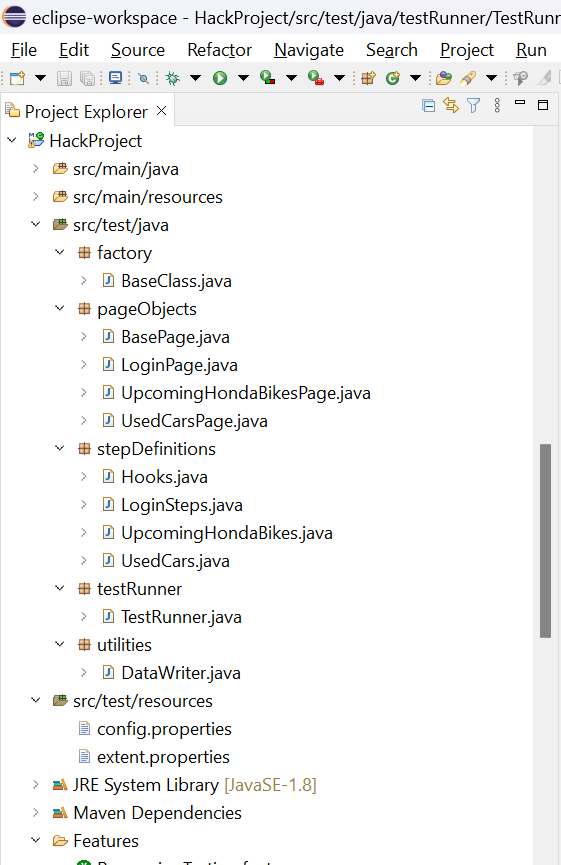 eclipse-workspace - HackProject/src/test/java/testRunner/TestRunn
File Edit Source Refactor Navigate Search Project Run
Project Explorer
HackProject
src/main/java
src/main/resources
src/test/java
factory
BaseClass.java
pageObjects
BasePage.java
LoginPage.java
UpcomingHondaBikesPage.java
UsedCarsPage.java
stepDefinitions
Hooks.java
LoginSteps.java
UpcomingHondaBikes.java
UsedCars.java
testRunner
TestRunner.java
utilities
DataWriter.java
src/test/resources
config.properties
extent.properties
JRE System Library [JavaSE-1.8]
Maven Dependencies
Features